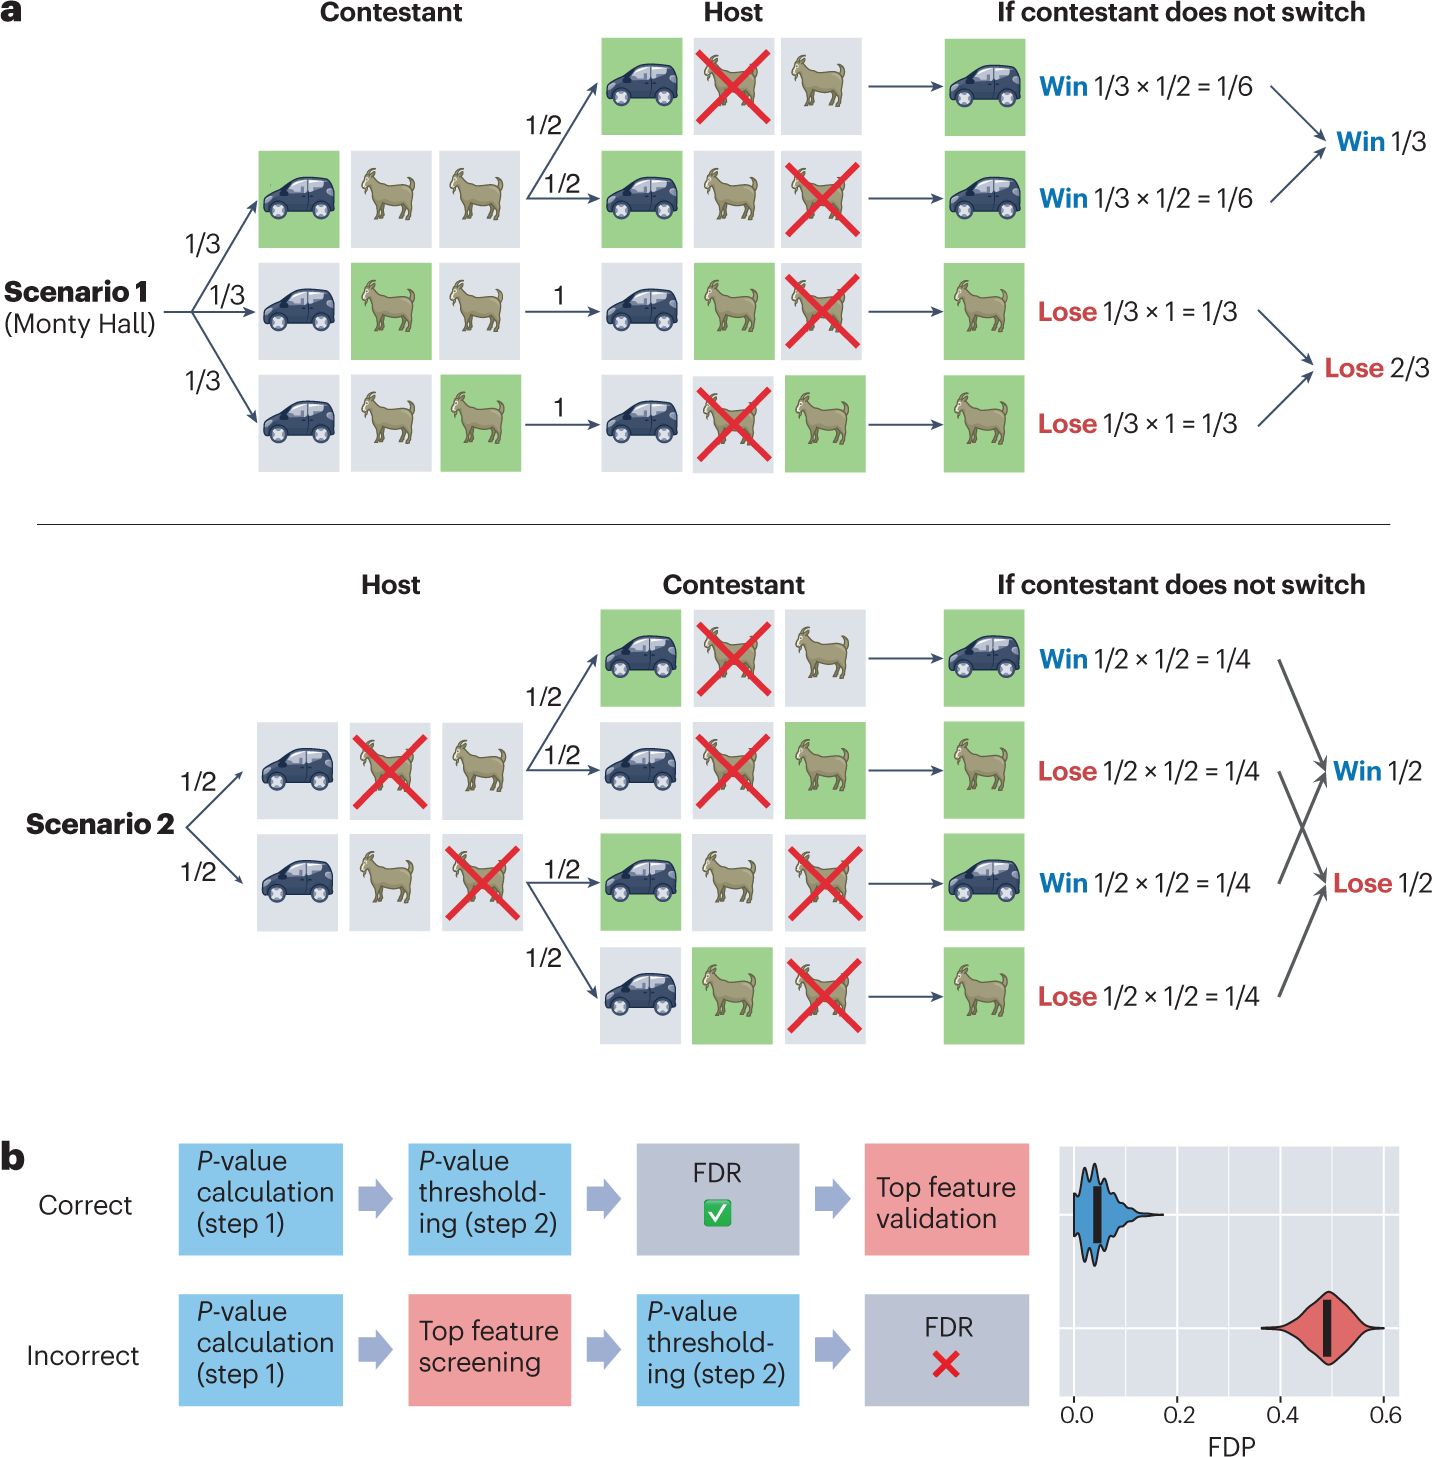 a
Contestant
Host
If contestant does not switch
Win 1/3 × 1/2 = 1/6
1/2
Win 1/3
1/2
Win 1/3 × 1/2 = 1/6
1/3
Scenario 1
(Monty Hall)
1/3
1
Lose 1/3 × 1 = 1/3
Lose 2/3
1/3
1
Lose 1/3 × 1 = 1/3
Host
Contestant
If contestant does not switch
Win 1/2 × 1/2 = 1/4
1/2
1/2
Lose 1/2 × 1/2 = 1/4
Win 1/2
1/2
Scenario 2
1/2
1/2
Win 1/2 × 1/2 = 1/4
Lose 1/2
1/2
Lose 1/2 × 1/2 = 1/4
b
Correct
P-value
calculation
(step 1)
P-value
threshold-
ing (step 2)
FDR
Top feature
validation
Incorrect
P-value
calculation
(step 1)
Top feature
screening
P-value
threshold-
ing (step 2)
FDR
0.0
0.2
0.4
0.6
FDP